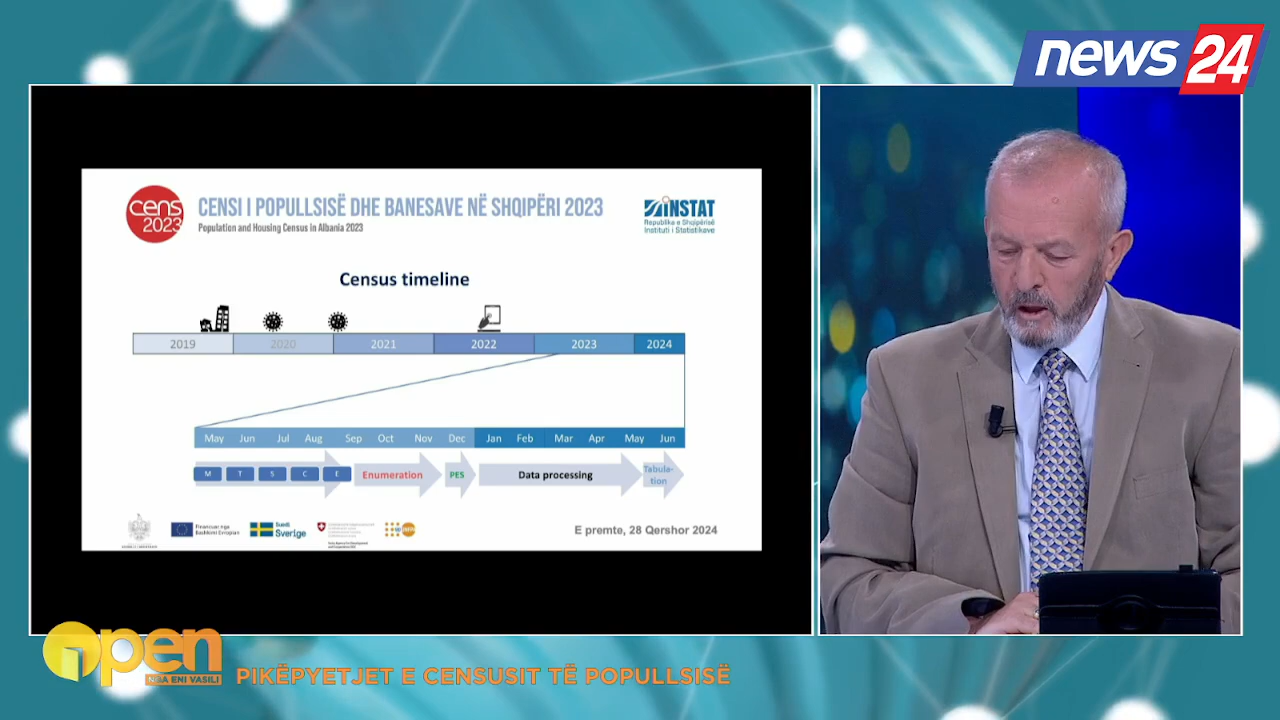 news 24
cens 2023
CENSI I POPULLSISË DHE BANESAVE NË SHQIPËRI 2023
Population and Housing Census in Albania 2023
INSTAT
Republika e Shqipërisë
Instituti i Statistikave
Census timeline
2019 2020 2021 2022 2023 2024
May Jun Jul Aug Sep Oct Nov Dec Jan Feb Mar Apr May Jun
M T S C E Enumeration PES Data processing Tabula-
tion
Financuar nga
Bashkimi Evropian
Suedi
Sverige
E premte, 28 Qershor 2024
Open
NGA ENI VASILI
PIKËPYETJET E CENSUSIT TË POPULLSISË